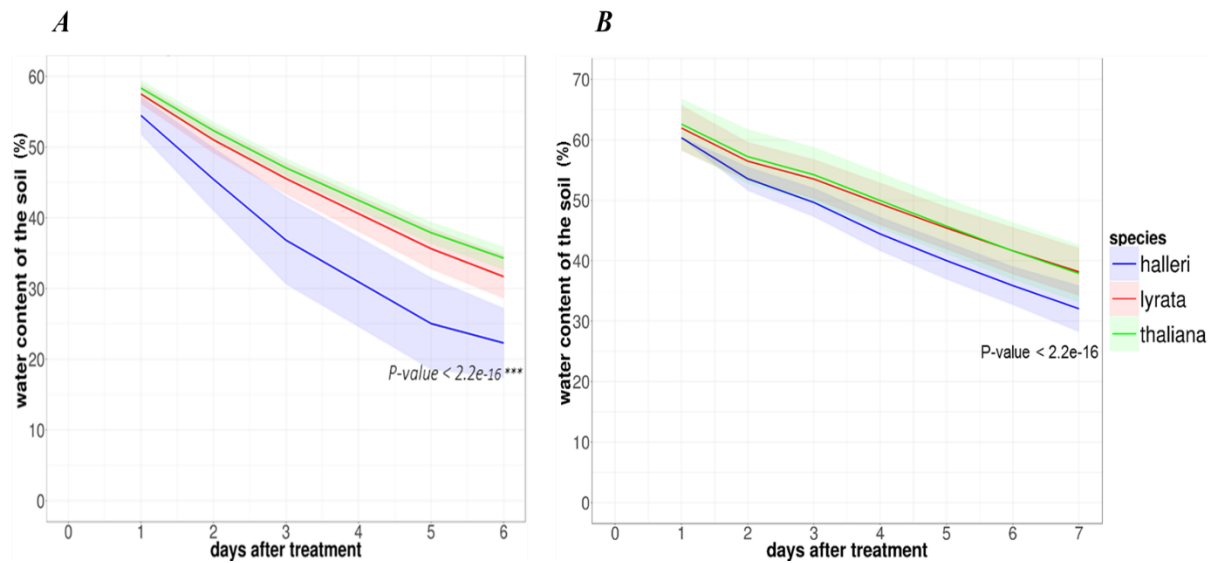 A
B
water content of the soil (%)
60
50
40
30
20
10
0
P-value < 2.2e-16 ***
0 1 2 3 4 5 6
days after treatment
water content of the soil (%)
70
60
50
40
30
20
10
0
P-value < 2.2e-16
0 1 2 3 4 5 6 7
days after treatment
species
halleri
lyrata
thaliana